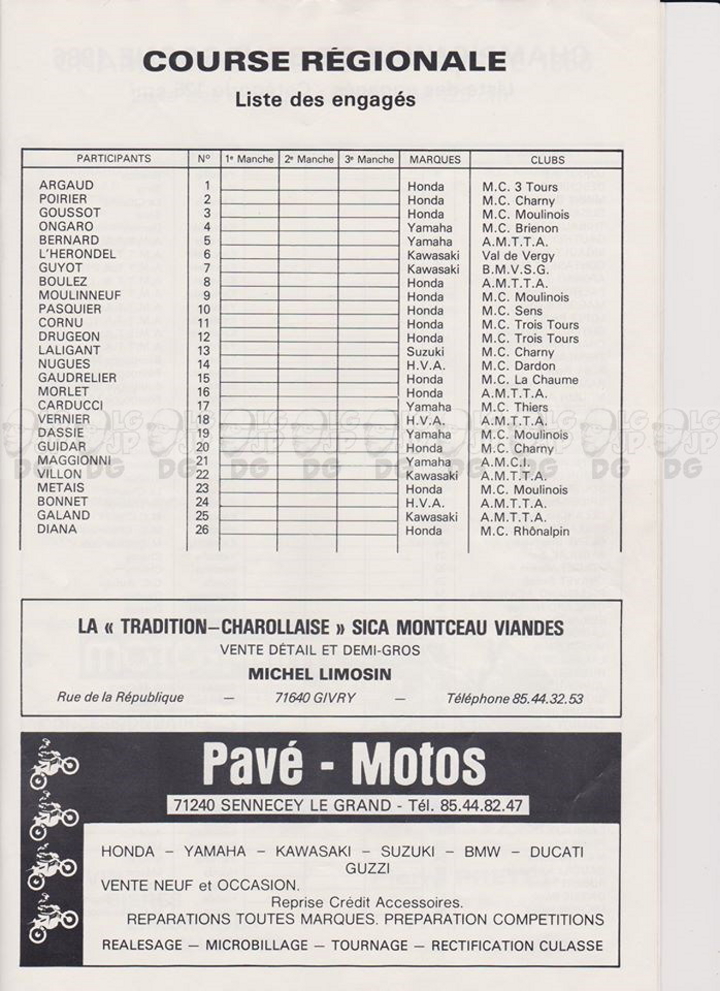 COURSE RÉGIONALE
Liste des engagés
PARTICIPANTS N° 1e Manche 2e Manche 3e Manche MARQUES CLUBS
ARGAUD 1 Honda M.C. 3 Tours
POIRIER 2 Honda M.C. Charny
GOUSSOT 3 Honda M.C. Moulinois
ONGARO 4 Yamaha M.C. Brienon
BERNARD 5 Yamaha A.M.T.T.A.
L'HERONDEL 6 Kawasaki Val de Vergy
GUYOT 7 Kawasaki B.M.V.S.G.
BOULEZ 8 Honda A.M.T.T.A.
MOULINNEUF 9 Honda M.C. Moulinois
PASQUIER 10 Honda M.C. Sens
CORNU 11 Honda M.C. Trois Tours
DRUGEON 12 Honda M.C. Trois Tours
LALIGANT 13 Suzuki M.C. Charny
NUGUES 14 H.V.A. M.C. Dardon
GAUDRELIER 15 Honda M.C. La Chaume
MORLET 16 Honda A.M.T.T.A.
CARDUCCI 17 Yamaha M.C. Thiers
VERNIER 18 H.V.A. A.M.T.T.A.
DASSIE 19 Yamaha M.C. Moulinois
GUIDAR 20 Honda M.C. Charny
MAGGIONNI 21 Yamaha A.M.C.I.
VILLON 22 Kawasaki A.M.T.T.A.
METAIS 23 Honda M.C. Moulinois
BONNET 24 H.V.A. A.M.T.T.A.
GALAND 25 Kawasaki A.M.T.T.A.
DIANA 26 Honda M.C. Rhônalpin
LA « TRADITION–CHAROLLAISE » SICA MONTCEAU VIANDES
VENTE DÉTAIL ET DEMI-GROS
MICHEL LIMOSIN
Rue de la République — 71640 GIVRY — Téléphone 85.44.32.53
Pavé - Motos
71240 SENNECEY LE GRAND - Tél. 85.44.82.47
HONDA – YAMAHA – KAWASAKI – SUZUKI – BMW – DUCATI
GUZZI
VENTE NEUF et OCCASION.
Reprise Crédit Accessoires.
REPARATIONS TOUTES MARQUES. PREPARATION COMPETITIONS
REALESAGE — MICROBILLAGE — TOURNAGE — RECTIFICATION CULASSE